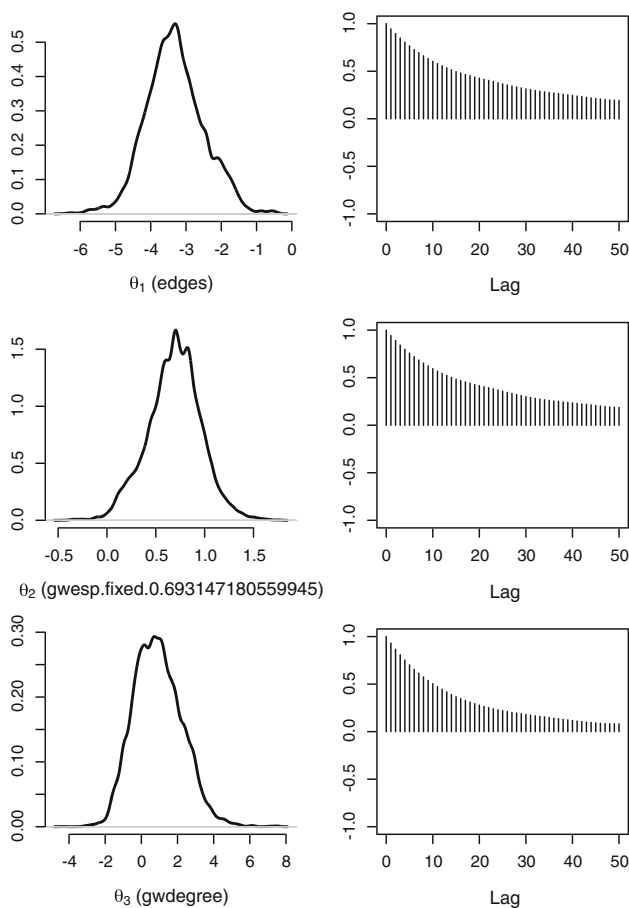 0.0 0.1 0.2 0.3 0.4 0.5
-6 -5 -4 -3 -2 -1 0
θ1 (edges)
-1.0 -0.5 0.0 0.5 1.0
0 10 20 30 40 50
Lag
0.0 0.5 1.0 1.5
-0.5 0.0 0.5 1.0 1.5
θ2 (gwesp.fixed.0.693147180559945)
-1.0 -0.5 0.0 0.5 1.0
0 10 20 30 40 50
Lag
0.00 0.10 0.20 0.30
-4 -2 0 2 4 6 8
θ3 (gwdegree)
-1.0 -0.5 0.0 0.5 1.0
0 10 20 30 40 50
Lag